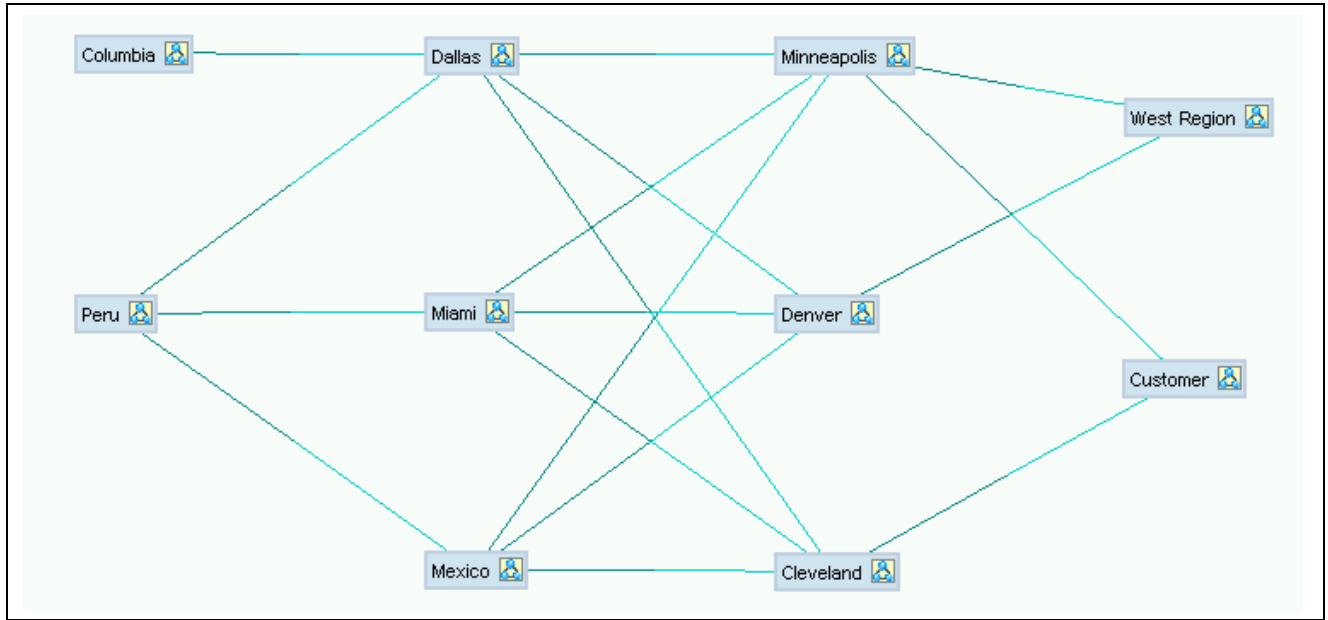 Columbia
Dallas
Minneapolis
West Region
Peru
Miami
Denver
Customer
Mexico
Cleveland